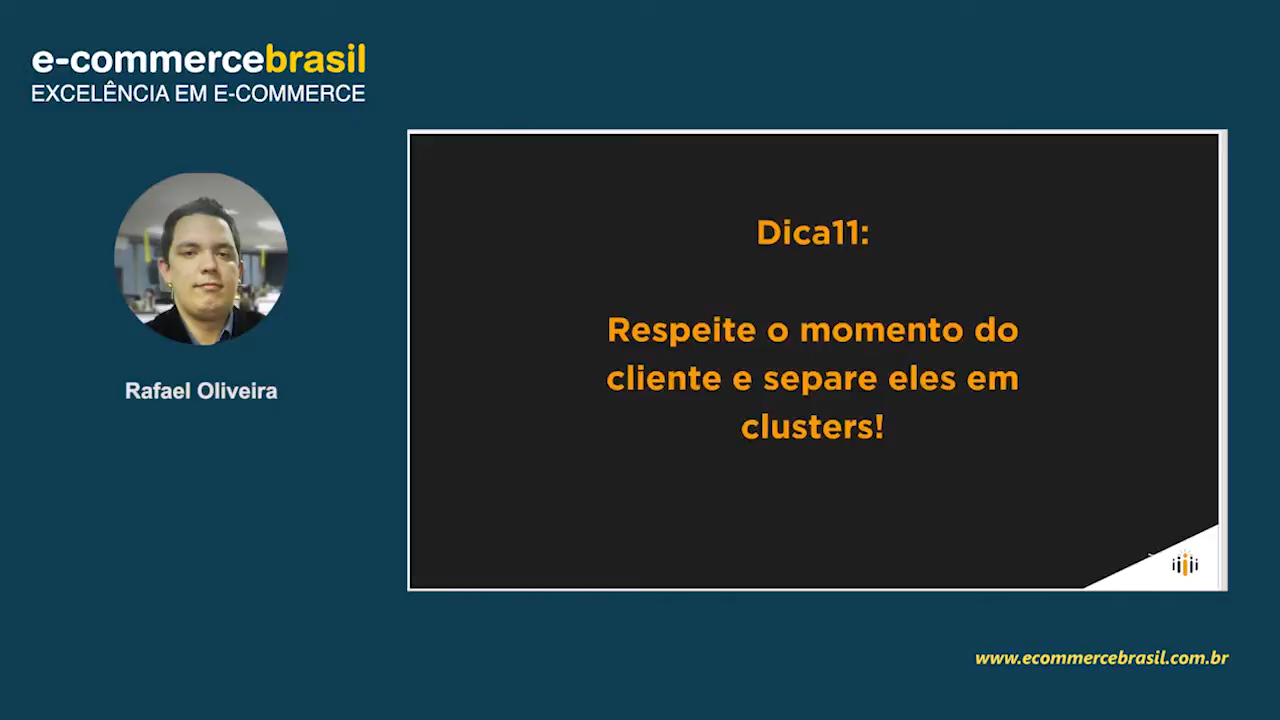 e-commercebrasil
EXCELÊNCIA EM E-COMMERCE
Rafael Oliveira
Dica11:
Respeite o momento do
cliente e separe eles em
clusters!
www.ecommercebrasil.com.br